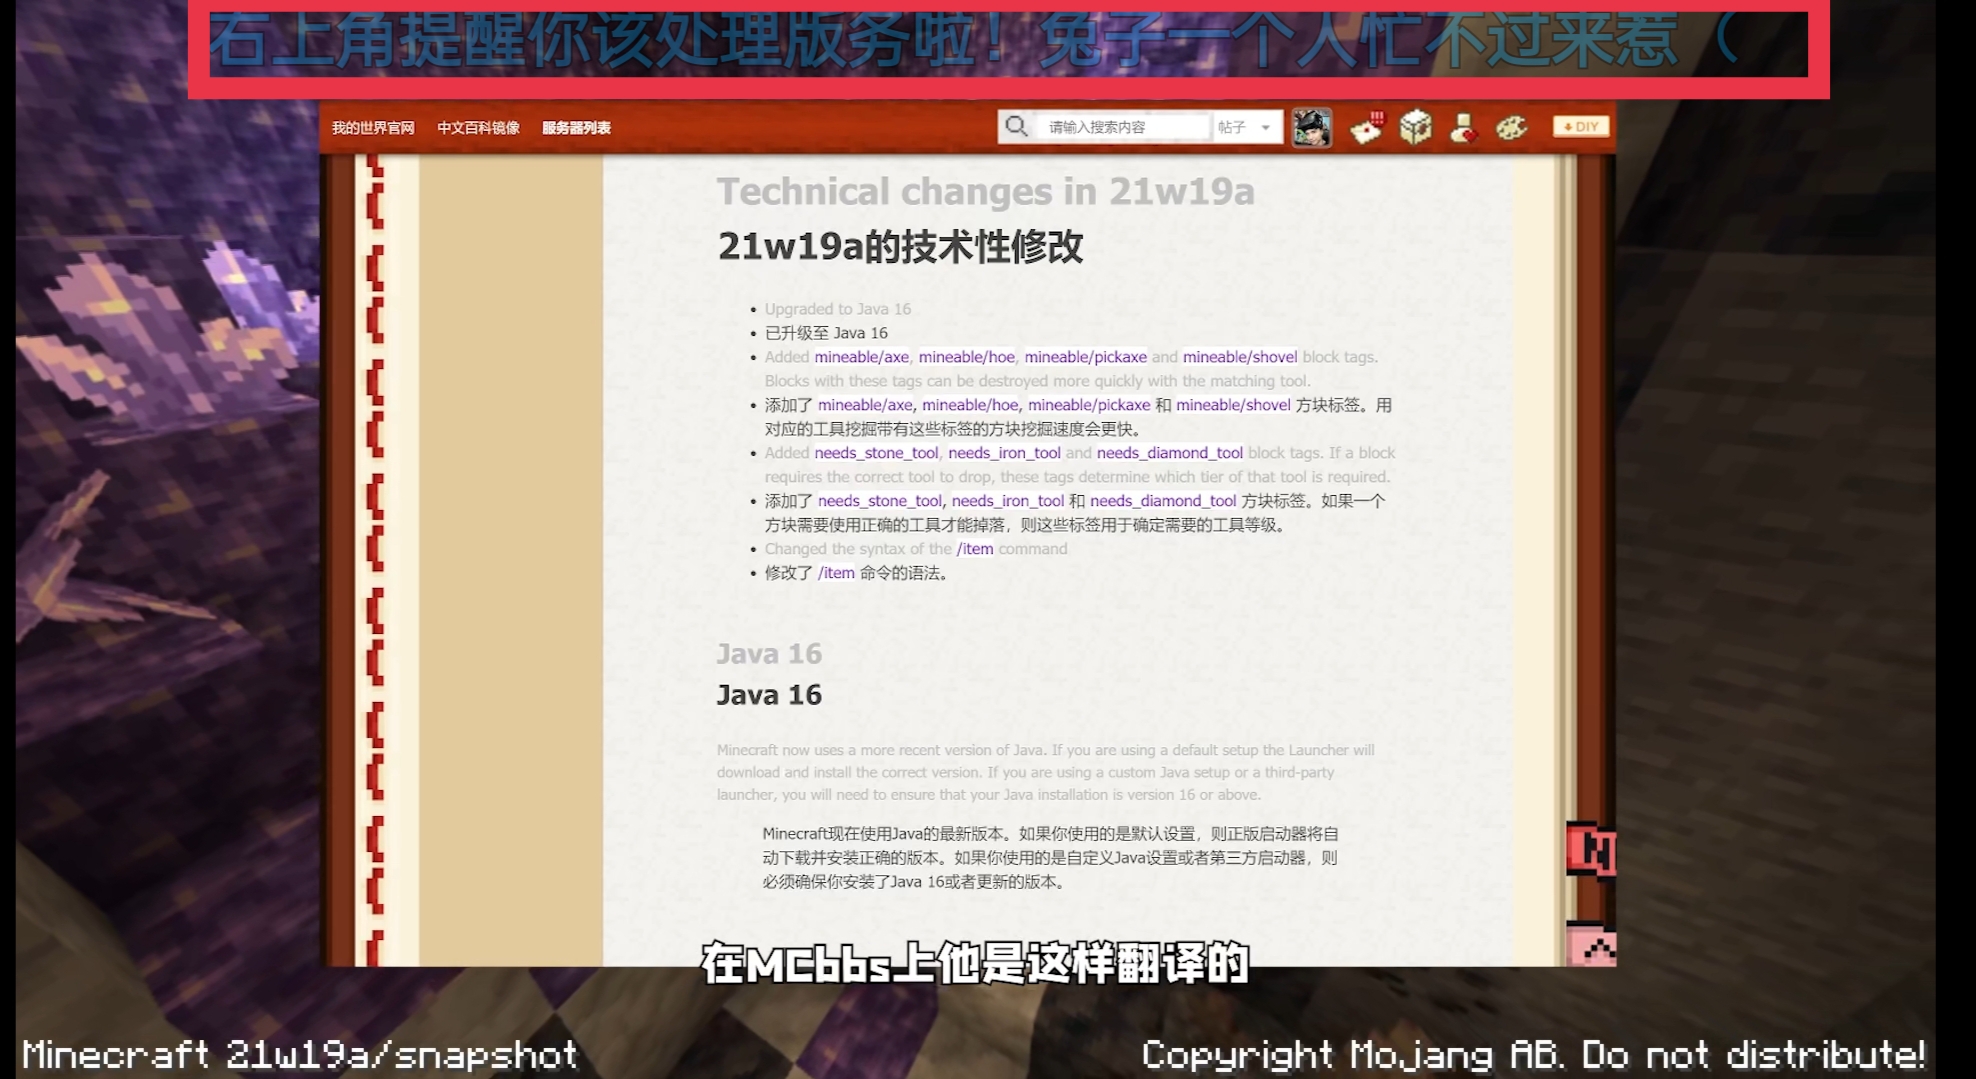 右上角提醒你该处理版务啦！兔子一个人忙不过来惹（
我的世界官网 中文百科镜像 服务器列表 请输入搜索内容 帖子 DIY
Technical changes in 21w19a
21w19a的技术性修改
Upgraded to Java 16
已升级至 Java 16
Added mineable/axe, mineable/hoe, mineable/pickaxe and mineable/shovel block tags.
Blocks with these tags can be destroyed more quickly with the matching tool.
添加了 mineable/axe, mineable/hoe, mineable/pickaxe 和 mineable/shovel 方块标签。用
对应的工具挖掘带有这些标签的方块挖掘速度会更快。
Added needs_stone_tool, needs_iron_tool and needs_diamond_tool block tags. If a block
requires the correct tool to drop, these tags determine which tier of that tool is required.
添加了 needs_stone_tool, needs_iron_tool 和 needs_diamond_tool 方块标签。如果一个
方块需要使用正确的工具才能掉落，则这些标签用于确定需要的工具等级。
Changed the syntax of the /item command
修改了 /item 命令的语法。
Java 16
Java 16
Minecraft now uses a more recent version of Java. If you are using a default setup the Launcher will
download and install the correct version. If you are using a custom Java setup or a third-party
launcher, you will need to ensure that your Java installation is version 16 or above.
Minecraft现在使用Java的最新版本。如果你使用的是默认设置，则正版启动器将自
动下载并安装正确的版本。如果你使用的是自定义Java设置或者第三方启动器，则
必须确保你安装了Java 16或者更新的版本。
N
在MCbbs上他是这样翻译的
Minecraft 21w19a/snapshot
Copyright Mojang AB. Do not distribute!